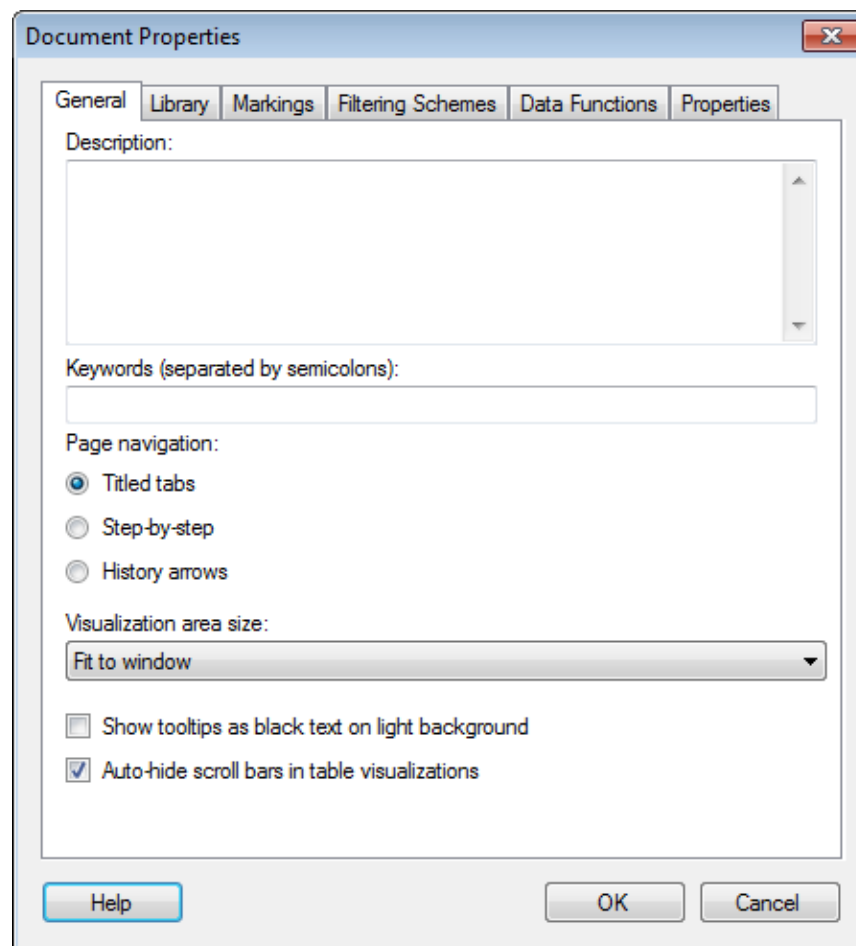 Document Properties
General Library Markings Filtering Schemes Data Functions Properties
Description:
Keywords (separated by semicolons):
Page navigation:
Titled tabs
Step-by-step
History arrows
Visualization area size:
Fit to window
Show tooltips as black text on light background
Auto-hide scroll bars in table visualizations
Help OK Cancel